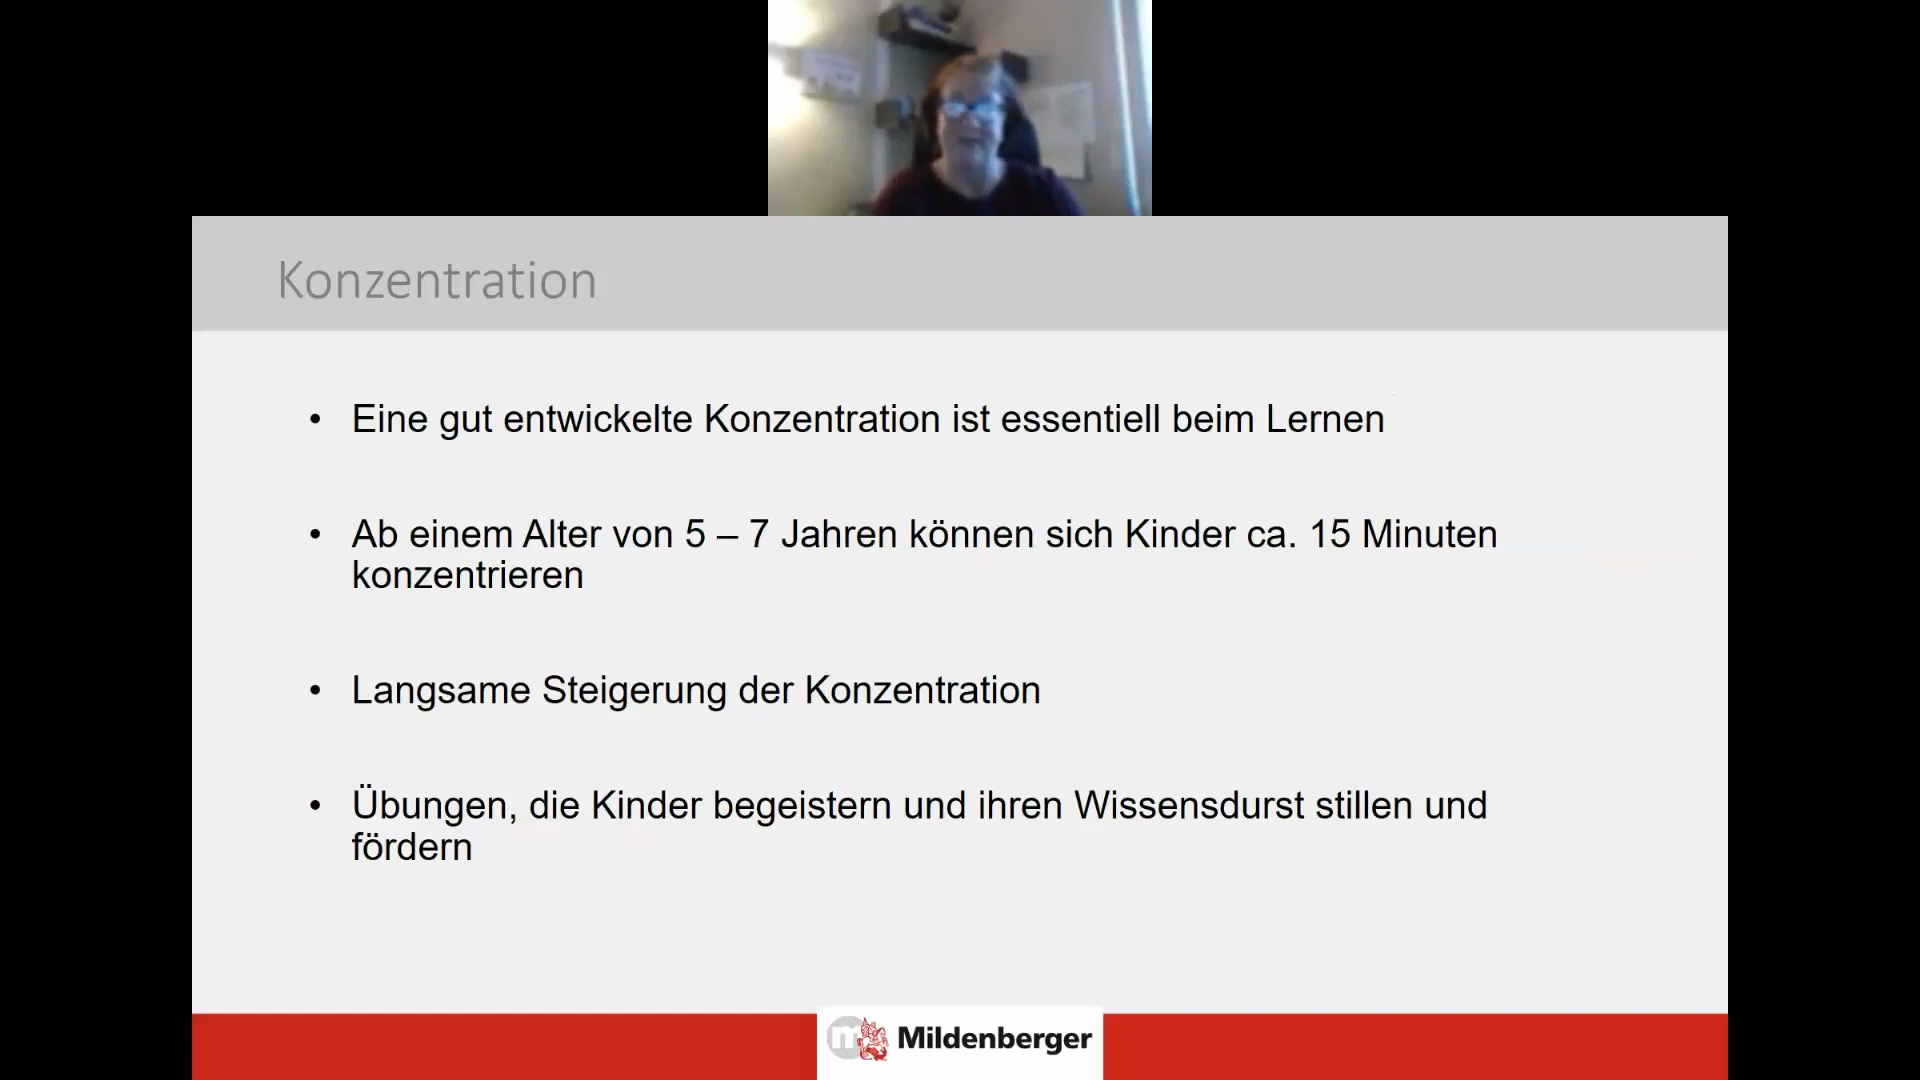 Konzentration
• Eine gut entwickelte Konzentration ist essentiell beim Lernen
• Ab einem Alter von 5 – 7 Jahren können sich Kinder ca. 15 Minuten
konzentrieren
• Langsame Steigerung der Konzentration
• Übungen, die Kinder begeistern und ihren Wissensdurst stillen und
fördern
m Mildenberger